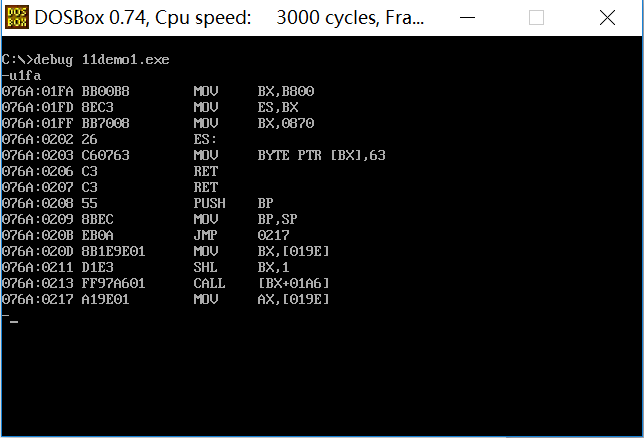 DOS
BOX
DOSBox 0.74, Cpu speed: 3000 cycles, Fra...
C:\>debug 11demo1.exe
-u1fa
076A:01FA BB00B8 MOV BX,B800
076A:01FD 8EC3 MOV ES,BX
076A:01FF BB7008 MOV BX,0870
076A:0202 26 ES:
076A:0203 C60763 MOV BYTE PTR [BX],63
076A:0206 C3 RET
076A:0207 C3 RET
076A:0208 55 PUSH BP
076A:0209 8BEC MOV BP,SP
076A:020B EB0A JMP 0217
076A:020D 8B1E9E01 MOV BX,[019E]
076A:0211 D1E3 SHL BX,1
076A:0213 FF97A601 CALL [BX+01A6]
076A:0217 A19E01 MOV AX,[019E]
-_